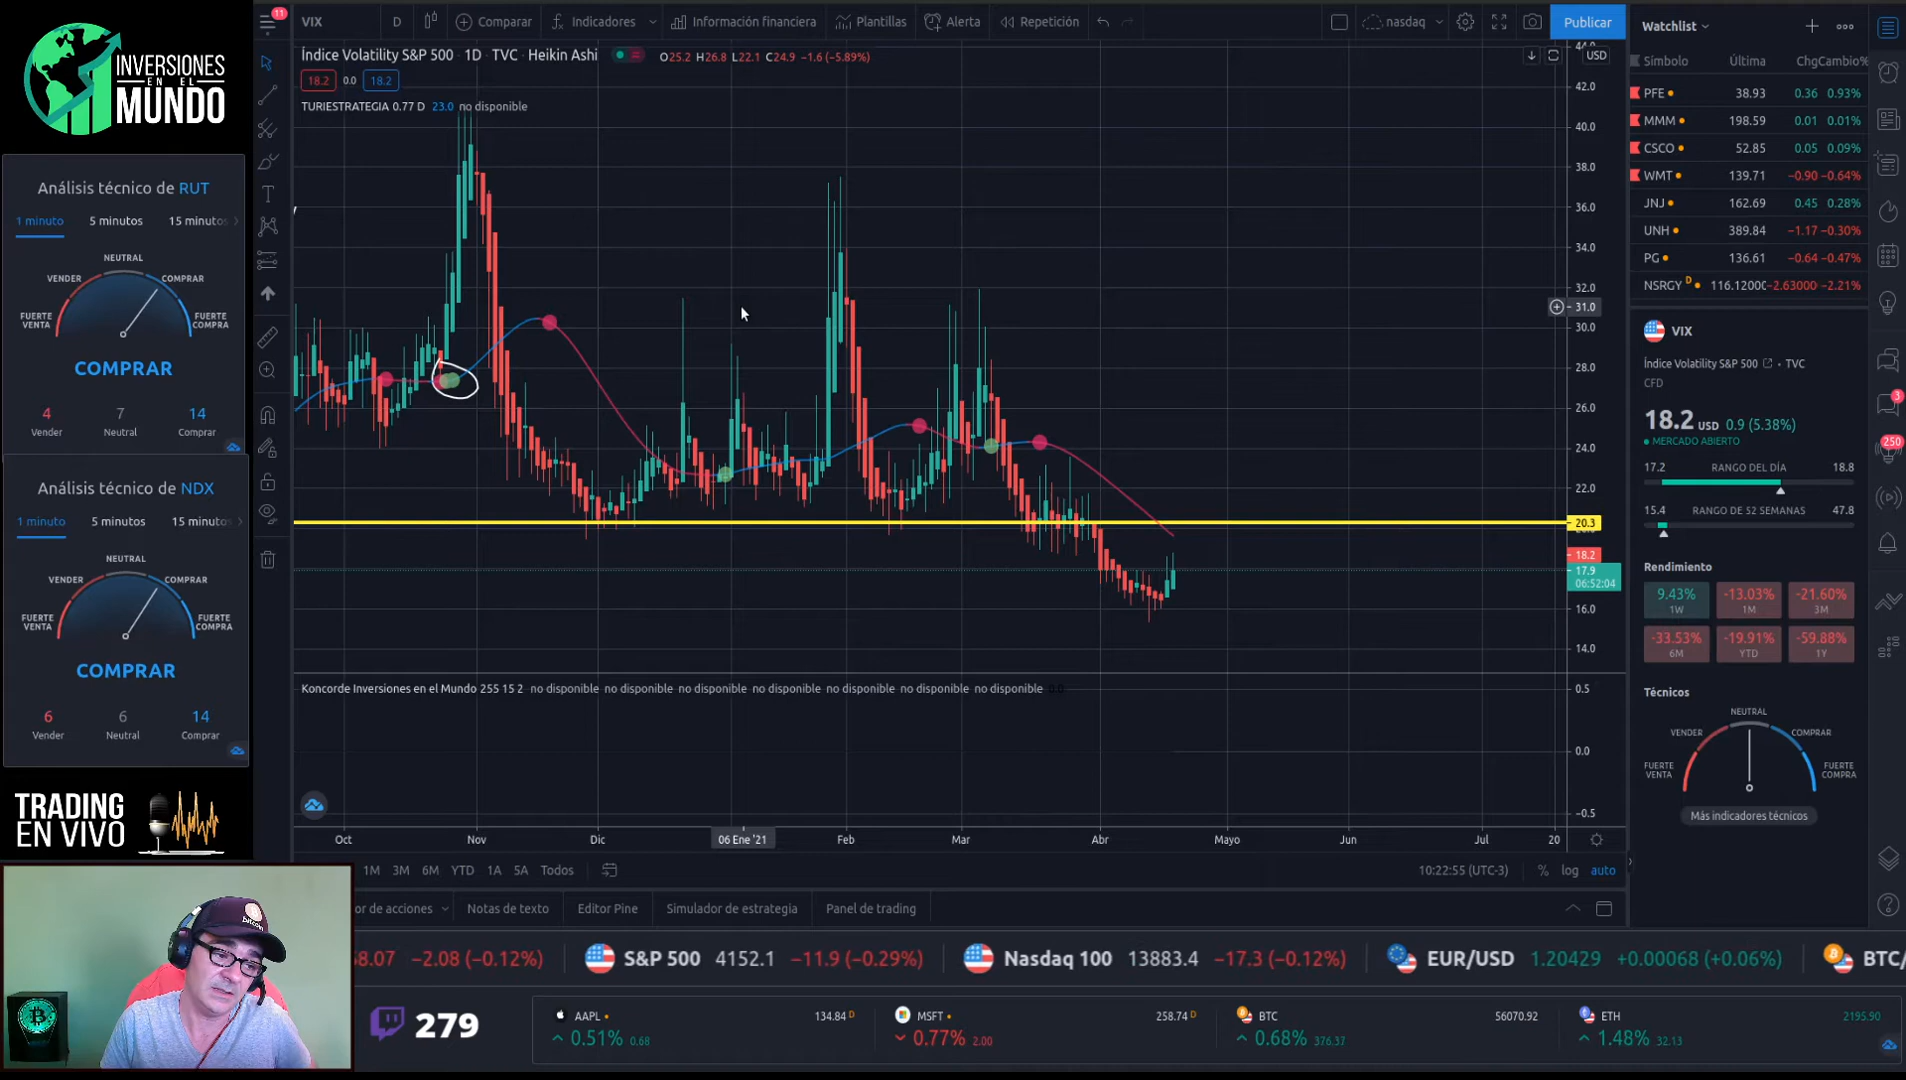 INVERSIONES
EN EL
MUNDO
Análisis técnico de RUT
1 minuto 5 minutos 15 minutos
NEUTRAL
VENDER COMPRAR
FUERTE VENTA FUERTE COMPRA
COMPRAR
4 7 14
Vender Neutral Comprar
Análisis técnico de NDX
1 minuto 5 minutos 15 minutos
NEUTRAL
VENDER COMPRAR
FUERTE VENTA FUERTE COMPRA
COMPRAR
6 6 14
Vender Neutral Comprar
TRADING
EN VIVO
11
VIX D Comparar Indicadores Información financiera Plantillas Alerta Repetición nasdaq Publicar
Índice Volatility S&P 500 1D TVC Heikin Ashi O25.2 H26.8 L22.1 C24.9 −1.6 (−5.89%)
18.2 0.0 18.2
TURIESTRATEGIA 0.77 D 23.0 no disponible
USD
44.0
42.0
40.0
38.0
36.0
34.0
32.0
31.0
30.0
28.0
26.0
24.0
22.0
20.3
18.2
17.9
06:52:04
16.0
14.0
Koncorde Inversiones en el Mundo 255 15 2 no disponible no disponible no disponible no disponible no disponible no disponible no disponible 0.0
0.5
0.0
−0.5
Oct Nov Dic 06 Ene '21 Feb Mar Abr Mayo Jun Jul 20
1M 3M 6M YTD 1A 5A Todos 10:22:55 (UTC-3) % log auto
or de acciones Notas de texto Editor Pine Simulador de estrategia Panel de trading
Watchlist
Símbolo Última Chg Cambio%
PFE 38.93 0.36 0.93%
MMM 198.59 0.01 0.01%
CSCO 52.85 0.05 0.09%
WMT 139.71 −0.90 −0.64%
JNJ 162.69 0.45 0.28%
UNH 389.84 −1.17 −0.30%
PG 136.61 −0.64 −0.47%
NSRGY D 116.12000 −2.63000 −2.21%
VIX
Índice Volatility S&P 500 • TVC
CFD
18.2 USD 0.9 (5.38%)
MERCADO ABIERTO
17.2 RANGO DEL DÍA 18.8
15.4 RANGO DE 52 SEMANAS 47.8
Rendimiento
9.43% -13.03% -21.60%
1W 1M 3M
-33.53% -19.91% -59.88%
6M YTD 1Y
Técnicos
NEUTRAL
VENDER COMPRAR
FUERTE VENTA FUERTE COMPRA
Más indicadores técnicos
3
250
8.07 −2.08 (−0.12%) S&P 500 4152.1 −11.9 (−0.29%) Nasdaq 100 13883.4 −17.3 (−0.12%) EUR/USD 1.20429 +0.00068 (+0.06%) BTC/
279
AAPL 134.84 D
0.51% 0.68
MSFT 258.74 D
0.77% 2.00
BTC 56070.92
0.68% 376.37
ETH 2195.90
1.48% 32.13
bitcoin